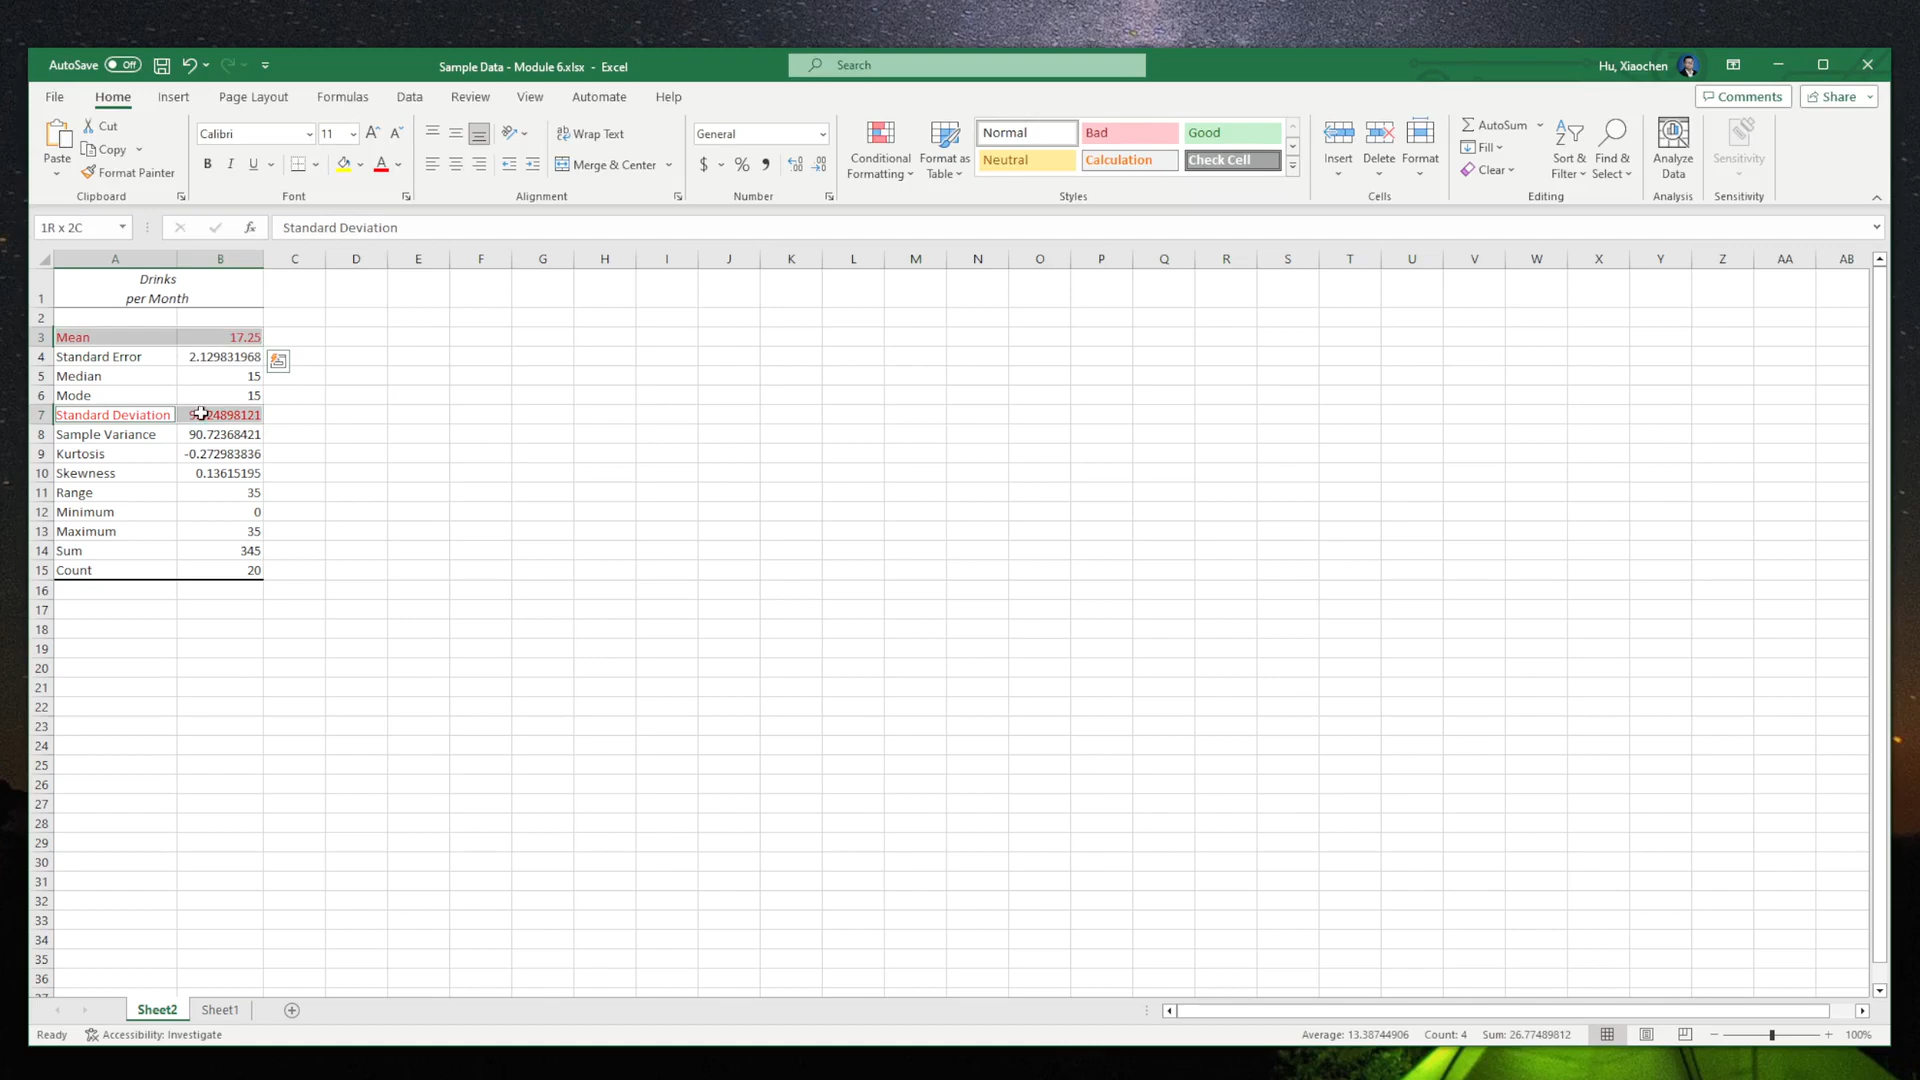 AutoSave Off
Sample Data - Module 6.xlsx - Excel
Search
Hu, Xiaochen
File Home Insert Page Layout Formulas Data Review View Automate Help
Comments Share
Paste
Cut
Copy
Format Painter
Clipboard
Calibri 11
B I U
Font
Wrap Text
Merge & Center
Alignment
General
$ % ,
Number
Conditional Formatting
Format as Table
Normal Bad Good
Neutral Calculation Check Cell
Styles
Insert Delete Format
Cells
AutoSum
Fill
Clear
Sort & Filter
Find & Select
Editing
Analyze Data
Analysis
Sensitivity
Sensitivity
1R x 2C fx Standard Deviation
A B C D E F G H I J K L M N O P Q R S T U V W X Y Z AA AB
Drinks
1 per Month
2
3 Mean 17.25
4 Standard Error 2.129831968
5 Median 15
6 Mode 15
7 Standard Deviation
8 Sample Variance 90.72368421
9 Kurtosis -0.272983836
10 Skewness 0.13615195
11 Range 35
12 Minimum 0
13 Maximum 35
14 Sum 345
15 Count 20
16
17
18
19
20
21
22
23
24
25
26
27
28
29
30
31
32
33
34
35
36
Sheet2 Sheet1
Ready Accessibility: Investigate
Average: 13.38744906 Count: 4 Sum: 26.77489812 100%